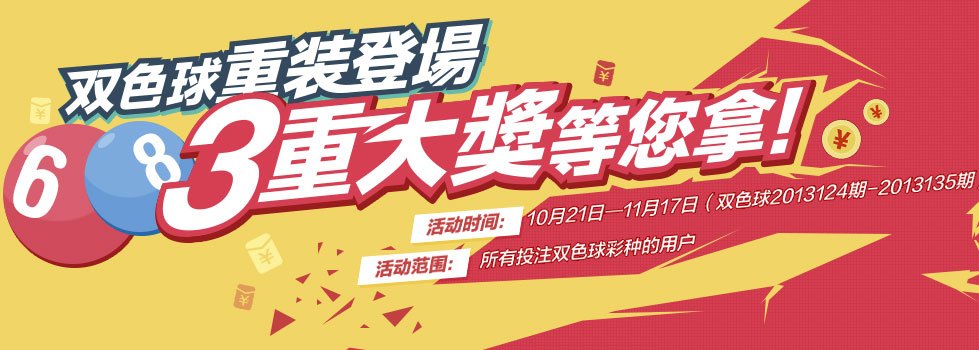 双色球重装登場
3重大獎等您拿!
6
8
活动时间: 10月21日—11月17日（双色球2013124期-2013135期
活动范围: 所有投注双色球彩种的用户